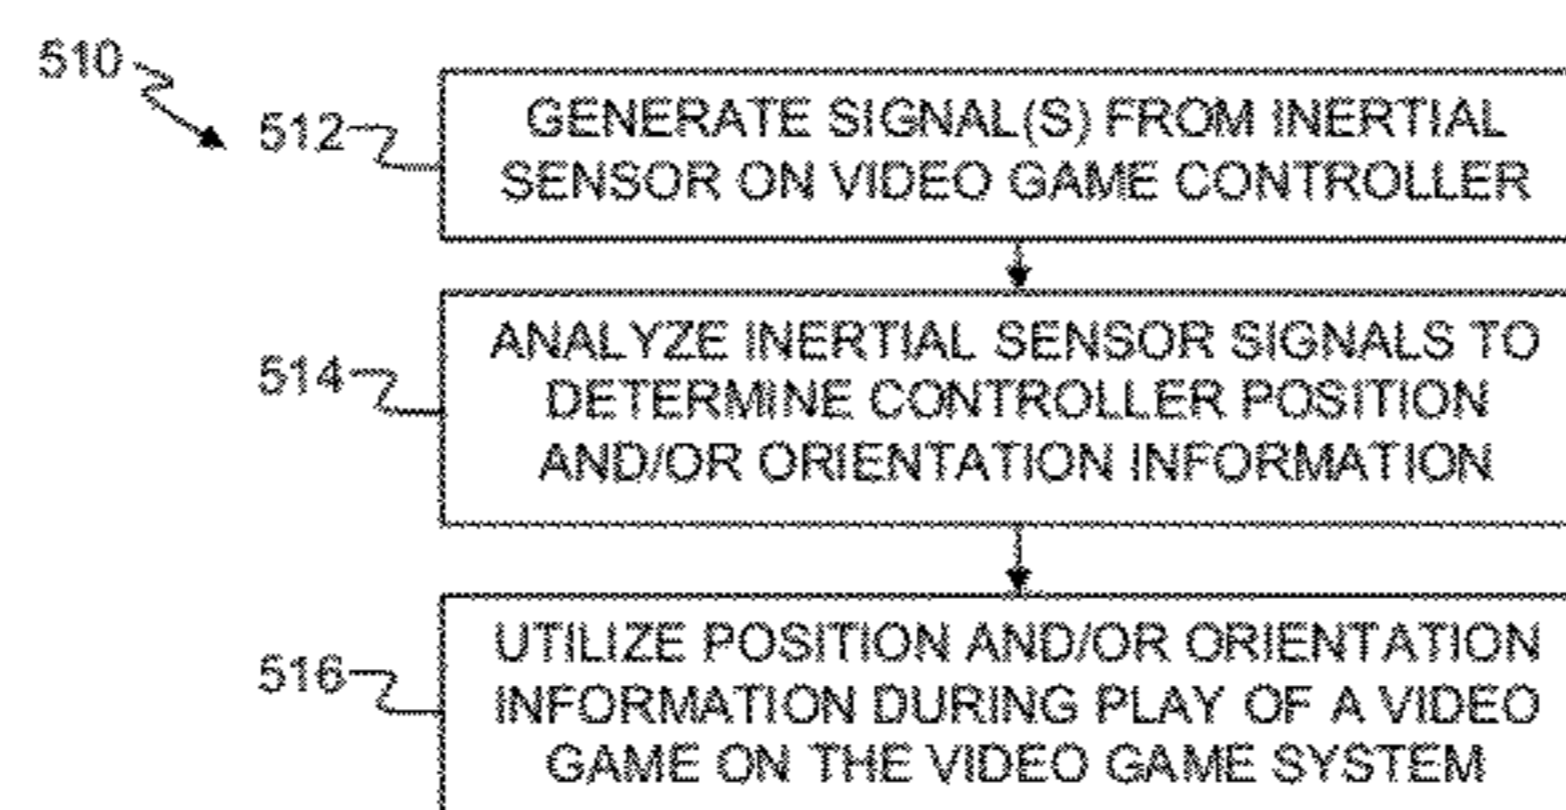 510
512
GENERATE SIGNAL(S) FROM INERTIAL
SENSOR ON VIDEO GAME CONTROLLER
514
ANALYZE INERTIAL SENSOR SIGNALS TO
DETERMINE CONTROLLER POSITION
AND/OR ORIENTATION INFORMATION
516
UTILIZE POSITION AND/OR ORIENTATION
INFORMATION DURING PLAY OF A VIDEO
GAME ON THE VIDEO GAME SYSTEM